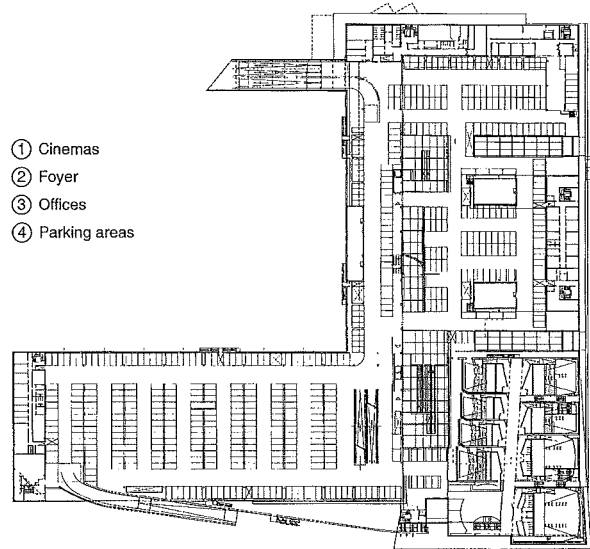 ① Cinemas
② Foyer
③ Offices
④ Parking areas